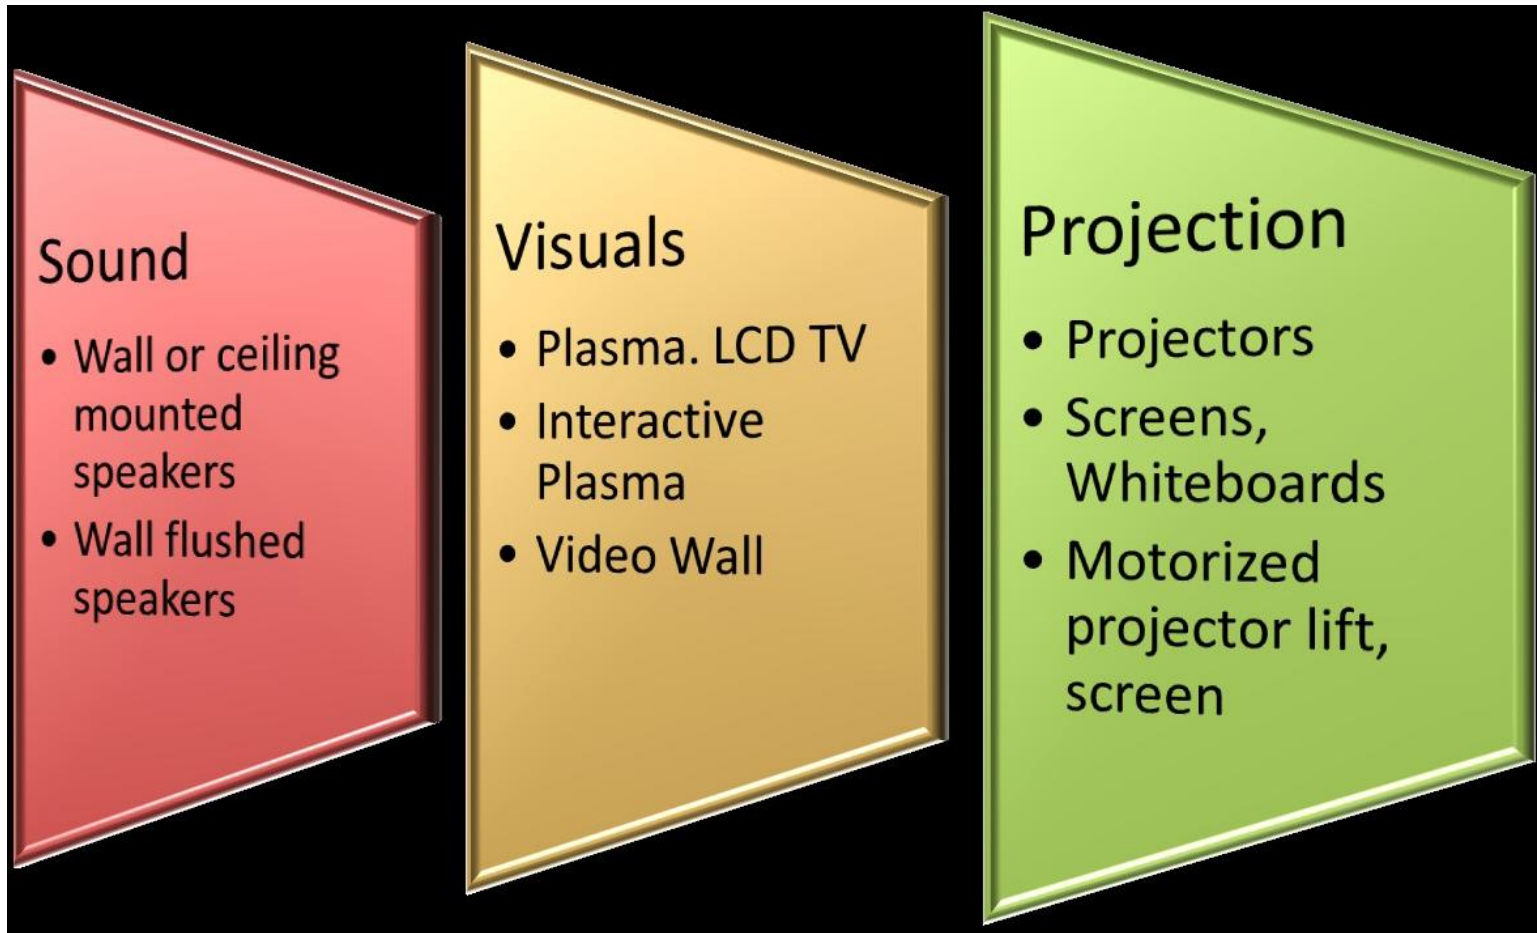 Sound
• Wall or ceiling
mounted
speakers
• Wall flushed
speakers
Visuals
• Plasma. LCD TV
• Interactive
Plasma
• Video Wall
Projection
• Projectors
• Screens,
Whiteboards
• Motorized
projector lift,
screen